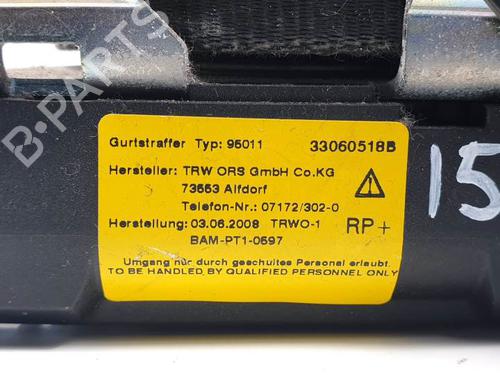 Gurtstraffer Typ: 95011 33060518B
Hersteller: TRW ORS GmbH Co.KG
73553 Alfdorf
Telefon-Nr.: 07172/302-0
Herstellung: 03.06.2008 TRWO-1 RP+
BAM-PT1-0597
Umgang nur durch geschultes Personal erlaubt.
TO BE HANDLED BY QUALIFIED PERSONNEL ONLY
15
B-PARTS